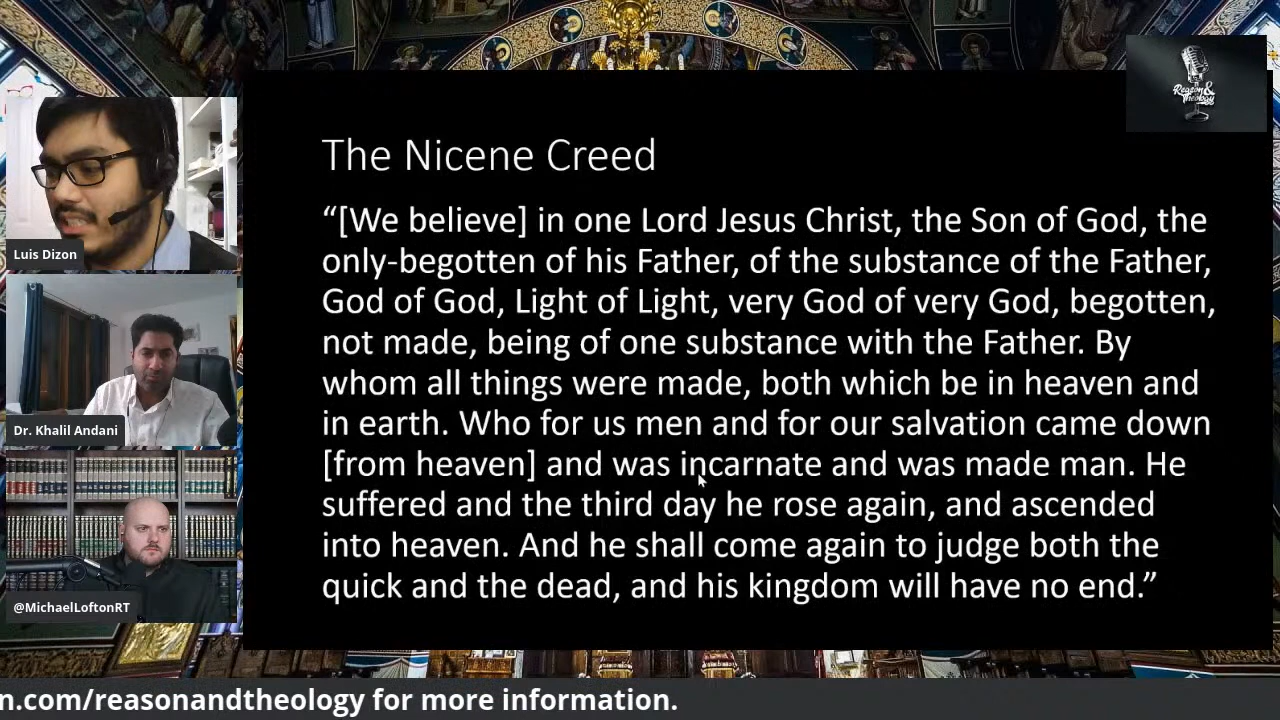 Reason &
Theology
Luis Dizon
Dr. Khalil Andani
@MichaelLoftonRT
The Nicene Creed
“[We believe] in one Lord Jesus Christ, the Son of God, the
only-begotten of his Father, of the substance of the Father,
God of God, Light of Light, very God of very God, begotten,
not made, being of one substance with the Father. By
whom all things were made, both which be in heaven and
in earth. Who for us men and for our salvation came down
[from heaven] and was incarnate and was made man. He
suffered and the third day he rose again, and ascended
into heaven. And he shall come again to judge both the
quick and the dead, and his kingdom will have no end.”
n.com/reasonandtheology for more information.